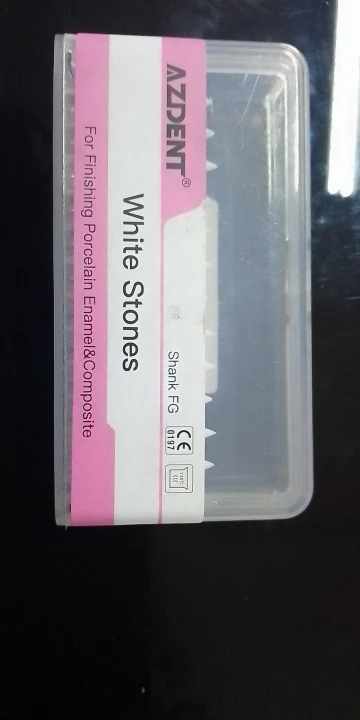 AZDENT®
Shank FG
CE
0197
White Stones
For Finishing Porcelain Enamel&Composite